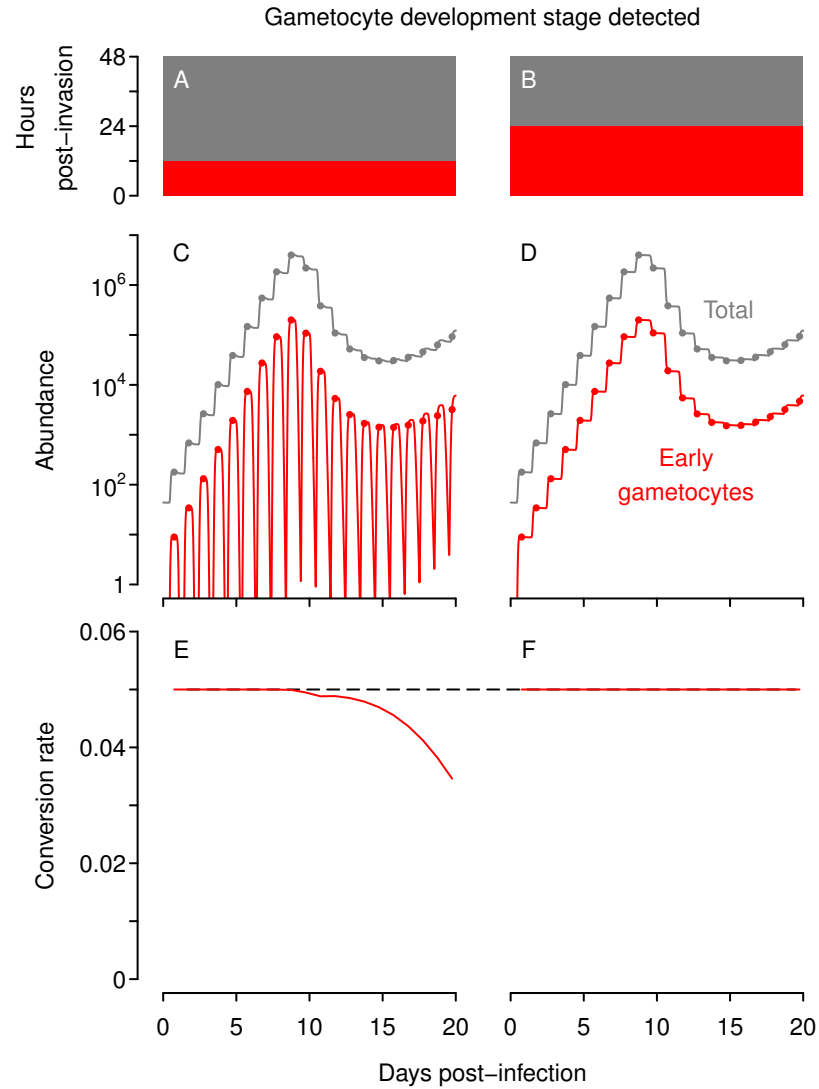 Gametocyte development stage detected
Hours
post−invasion
48
24
0
A
B
Abundance
10^6
10^4
10^2
1
C
D
Total
Early
gametocytes
Conversion rate
0.06
0.04
0.02
0
E
F
0 5 10 15 20
0 5 10 15 20
Days post−infection